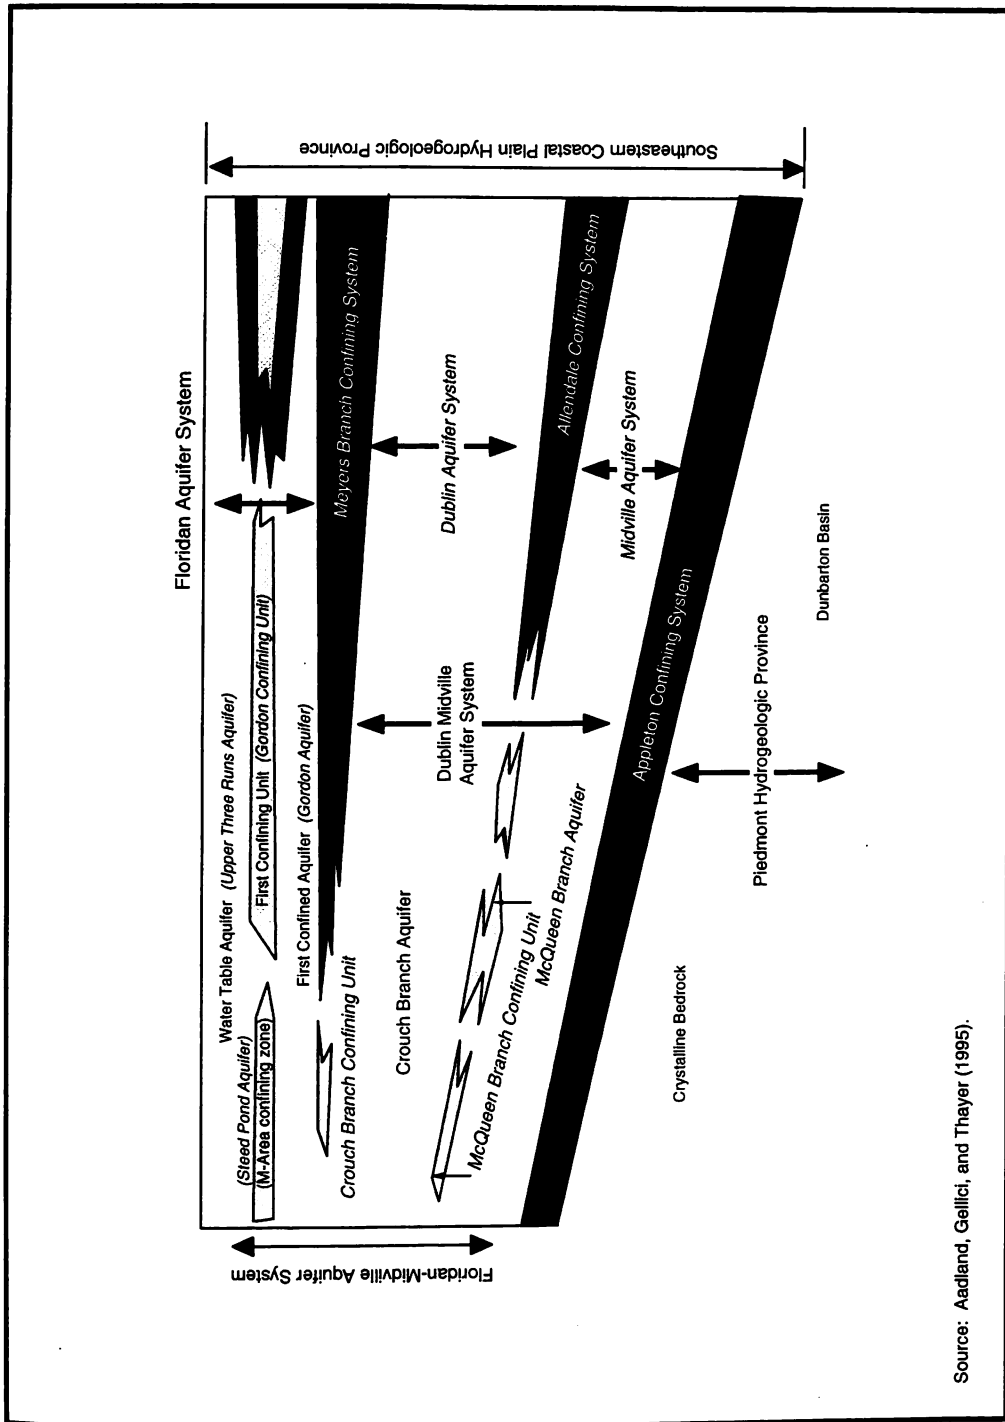 Floridan Aquifer System
Water Table Aquifer (Upper Three Runs Aquifer)
(Steed Pond Aquifer)
(M-Area confining zone)
First Confining Unit (Gordon Confining Unit)
First Confined Aquifer (Gordon Aquifer)
Crouch Branch Confining Unit
Meyers Branch Confining System
Crouch Branch Aquifer
Dublin Midville
Aquifer System
Dublin Aquifer System
McQueen Branch Confining Unit
McQueen Branch Aquifer
Allendale Confining System
Midville Aquifer System
Appleton Confining System
Crystalline Bedrock
Piedmont Hydrogeologic Province
Dunbarton Basin
Floridan-Midville Aquifer System
Southeastern Coastal Plain Hydrogeologic Province
Source: Aadland, Gellici, and Thayer (1995).